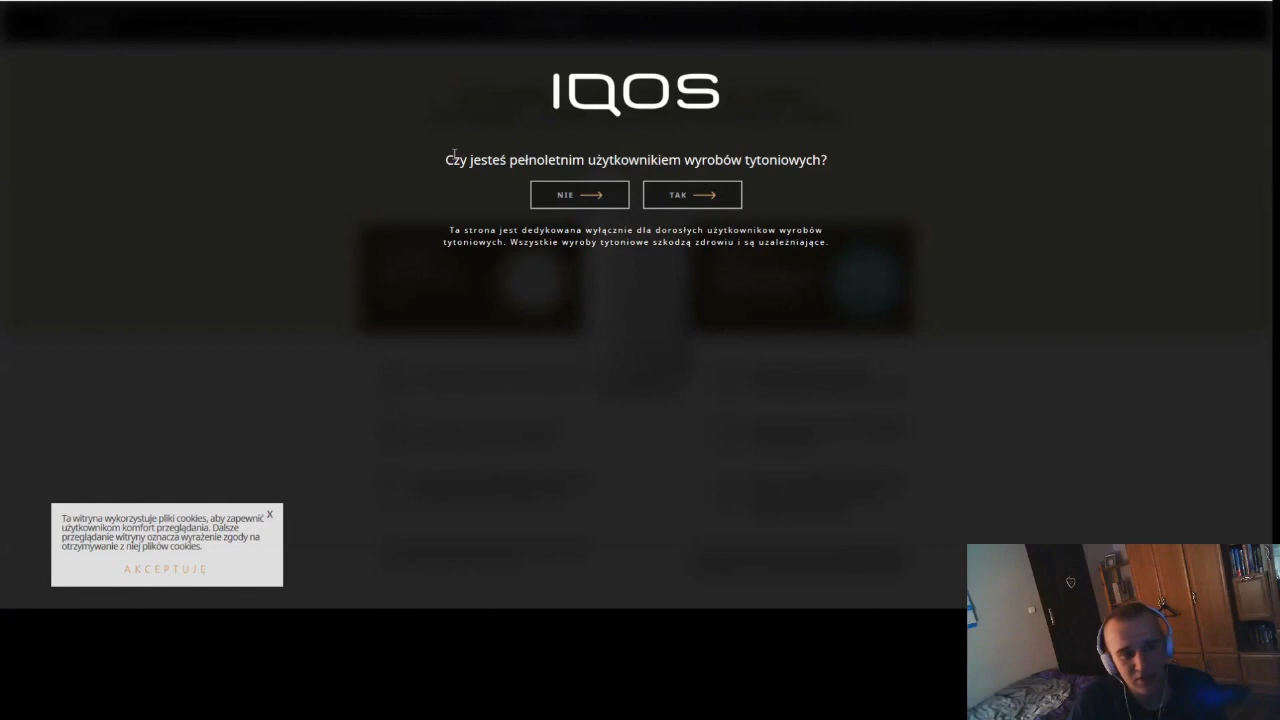 IQOS
Czy jesteś pełnoletnim użytkownikiem wyrobów tytoniowych?
NIE
TAK
Ta strona jest dedykowana wyłącznie dla dorosłych użytkownikow wyrobów
tytoniowych. Wszystkie wyroby tytoniowe szkodzą zdrowiu i są uzależniające.
X
Ta witryna wykorzystuje pliki cookies, aby zapewnić
użytkownikom komfort przeglądania. Dalsze
przeglądanie witryny oznacza wyrażenie zgody na
otrzymywanie z niej plików cookies.
AKCEPTUJĘ